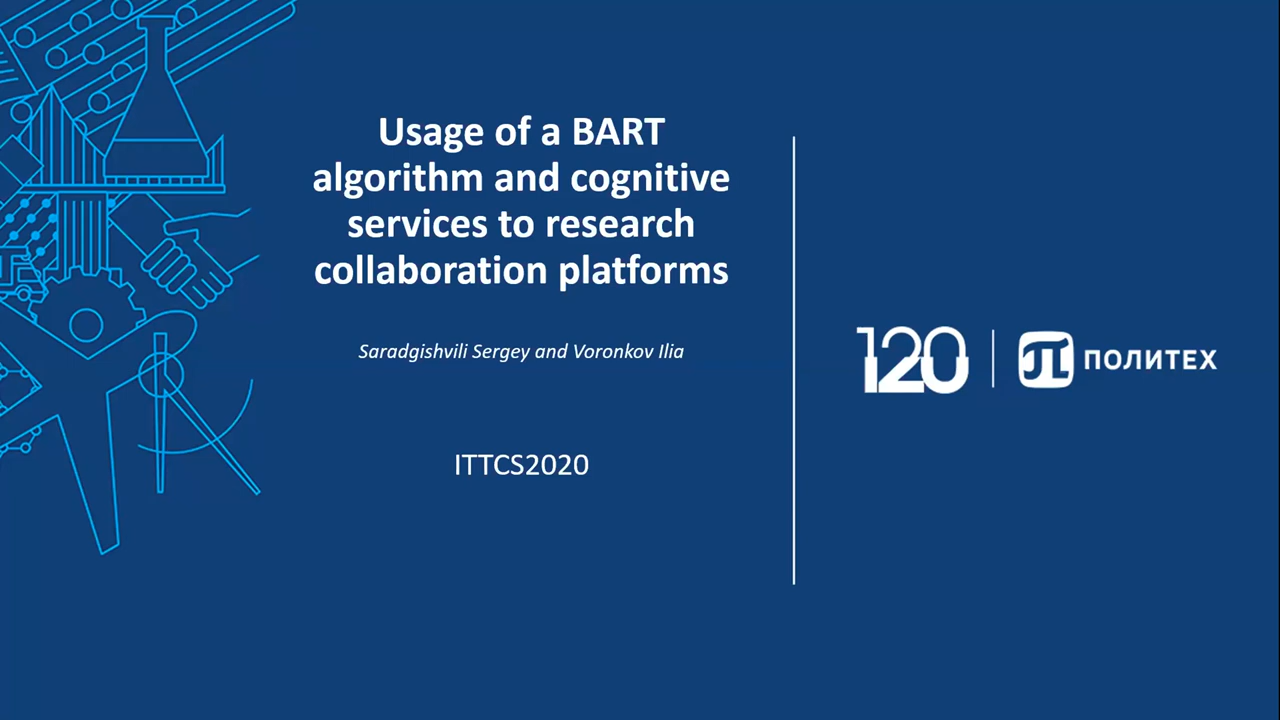 Usage of a BART
algorithm and cognitive
services to research
collaboration platforms
Saradgishvili Sergey and Voronkov Ilia
ITTCS2020
120
ПОЛИТЕХ